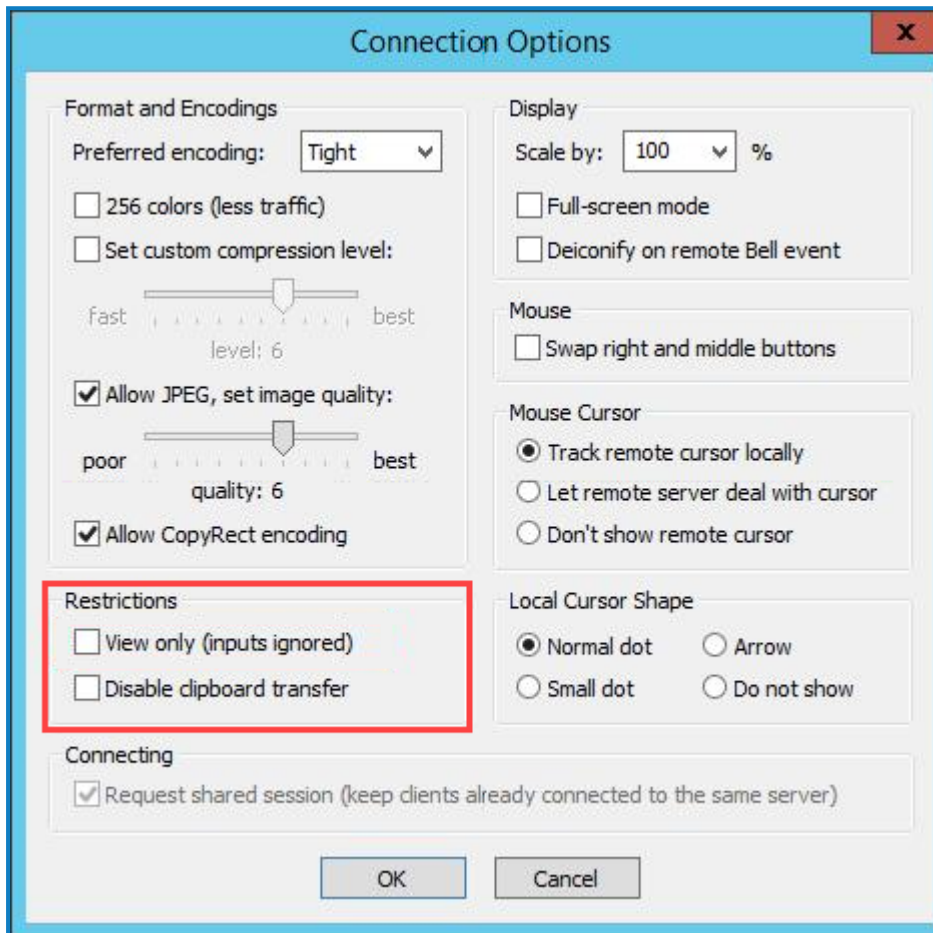 Connection Options
x
Format and Encodings
Preferred encoding: Tight
256 colors (less traffic)
Set custom compression level:
fast best
level: 6
Allow JPEG, set image quality:
poor best
quality: 6
Allow CopyRect encoding
Restrictions
View only (inputs ignored)
Disable clipboard transfer
Display
Scale by: 100 %
Full-screen mode
Deiconify on remote Bell event
Mouse
Swap right and middle buttons
Mouse Cursor
Track remote cursor locally
Let remote server deal with cursor
Don't show remote cursor
Local Cursor Shape
Normal dot Arrow
Small dot Do not show
Connecting
Request shared session (keep clients already connected to the same server)
OK Cancel